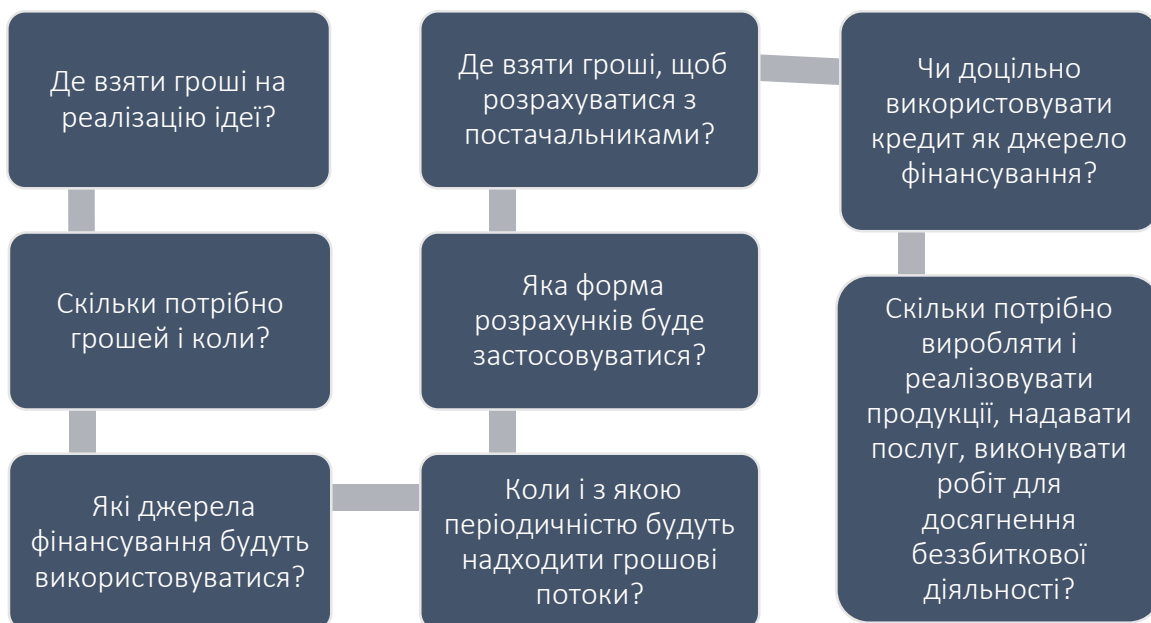 Де взяти гроші на
реалізацію ідеї?
Скільки потрібно
грошей і коли?
Які джерела
фінансування будуть
використовуватися?
Коли і з якою
періодичністю будуть
надходити грошові
потоки?
Яка форма
розрахунків буде
застосовуватися?
Де взяти гроші, щоб
розрахуватися з
постачальниками?
Чи доцільно
використовувати
кредит як джерело
фінансування?
Скільки потрібно
виробляти і
реалізовувати
продукції, надавати
послуг, виконувати
робіт для
досягнення
беззбиткової
діяльності?